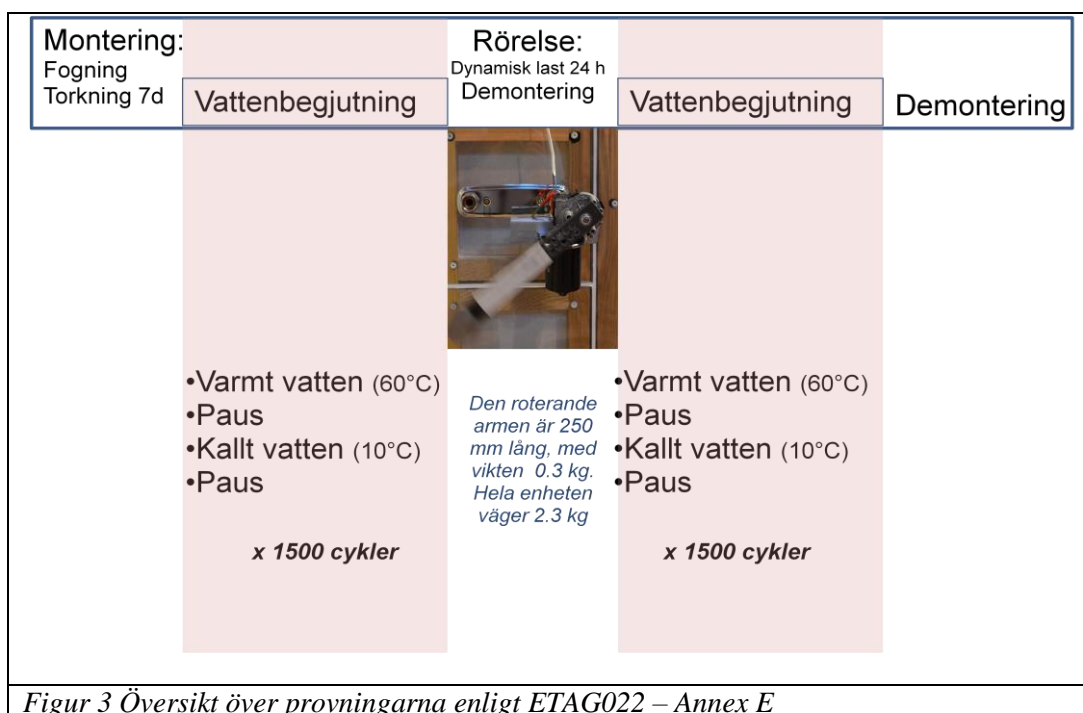 Montering:
Fogning
Torkning 7d
Vattenbegjutning
Rörelse:
Dynamisk last 24 h
Demontering
Vattenbegjutning
Demontering
•Varmt vatten (60°C)
•Paus
•Kallt vatten (10°C)
•Paus
x 1500 cykler
Den roterande
armen är 250
mm lång, med
vikten 0.3 kg.
Hela enheten
väger 2.3 kg
•Varmt vatten (60°C)
•Paus
•Kallt vatten (10°C)
•Paus
x 1500 cykler
Figur 3 Översikt över provningarna enligt ETAG022 – Annex E